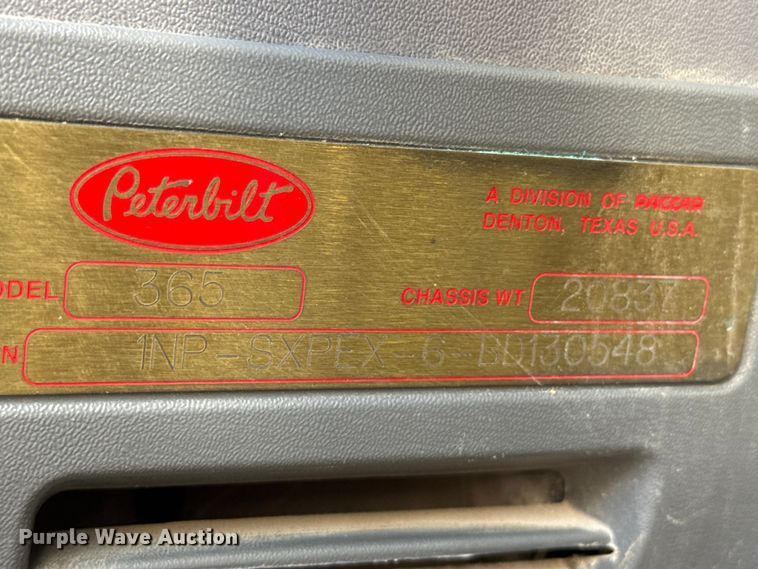 Peterbilt
A DIVISION OF PACCAR
DENTON, TEXAS U.S.A.
ODEL 365
CHASSIS WT 20837
N 1NP-SXPEX-6-BD130548
Purple Wave Auction®